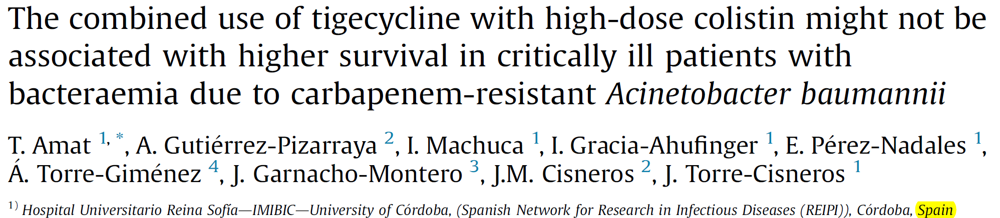 The combined use of tigecycline with high-dose colistin might not be
associated with higher survival in critically ill patients with
bacteraemia due to carbapenem-resistant Acinetobacter baumannii
T. Amat 1, *, A. Gutiérrez-Pizarraya 2, I. Machuca 1, I. Gracia-Ahufinger 1, E. Pérez-Nadales 1,
Á. Torre-Giménez 4, J. Garnacho-Montero 3, J.M. Cisneros 2, J. Torre-Cisneros 1
1) Hospital Universitario Reina Sofía—IMIBIC—University of Córdoba, (Spanish Network for Research in Infectious Diseases (REIPI)), Córdoba, Spain